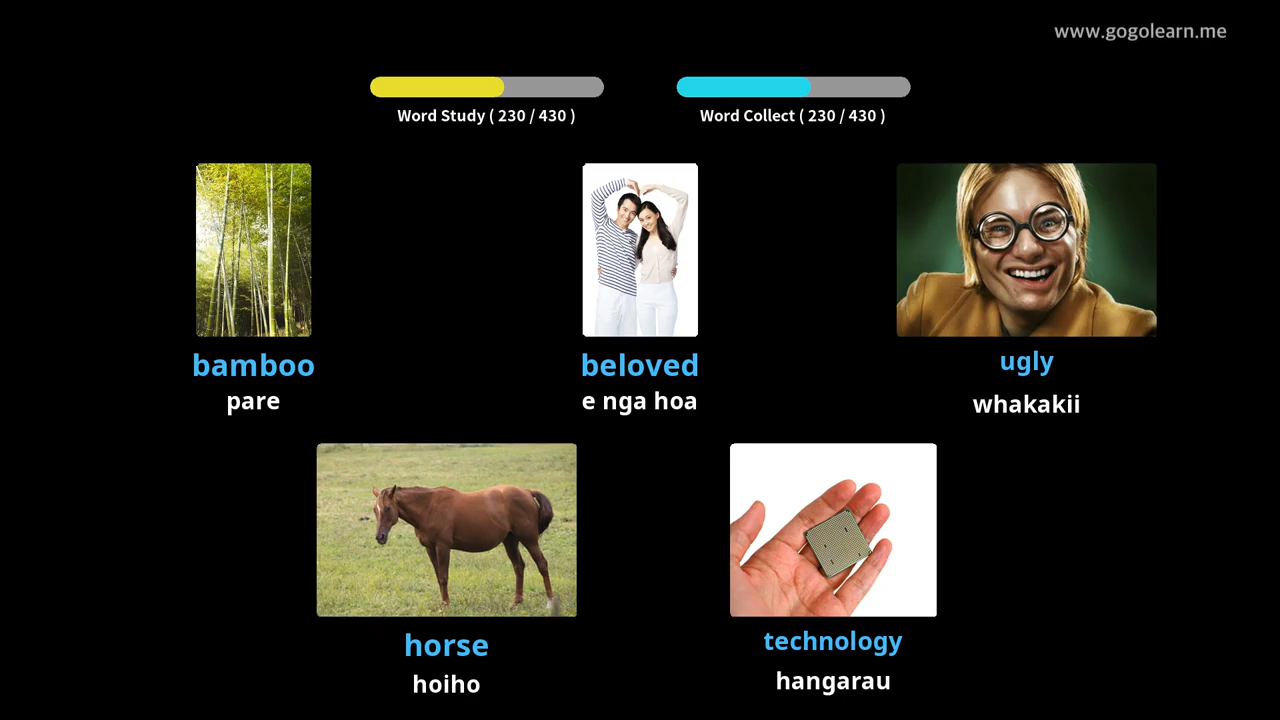 www.gogolearn.me
Word Study ( 230 / 430 )
Word Collect ( 230 / 430 )
bamboo
pare
beloved
e nga hoa
ugly
whakakii
horse
hoiho
technology
hangarau